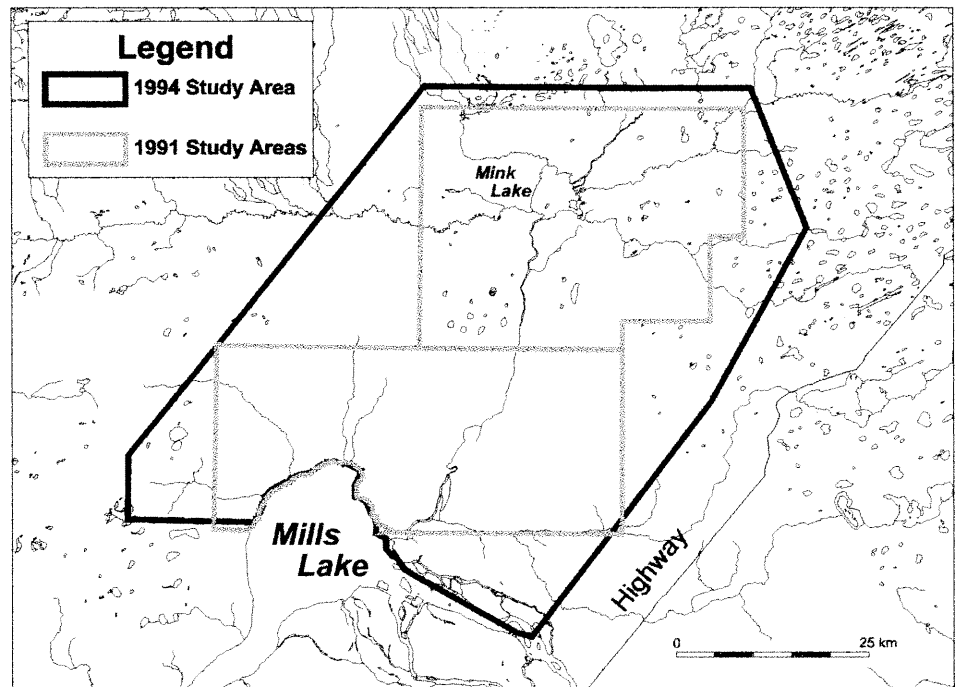 Legend
1994 Study Area
1991 Study Areas
Mink
Lake
Mills
Lake
Highway
0 25 km